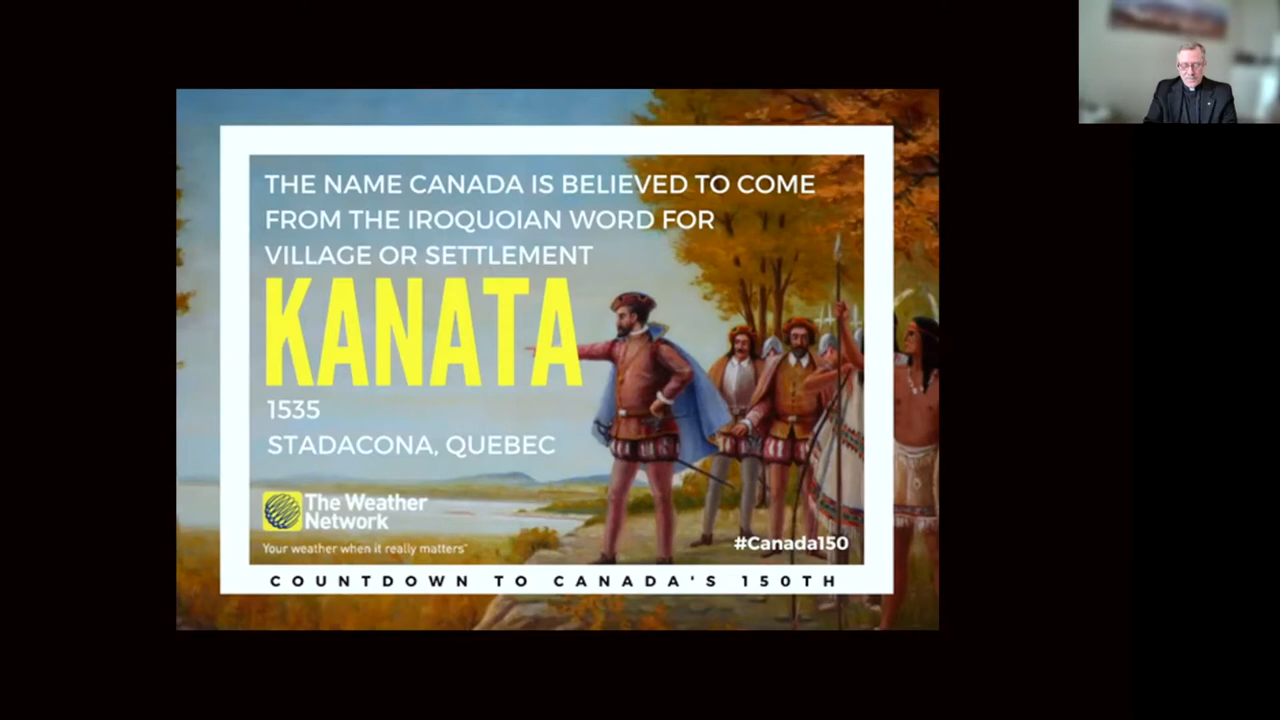 THE NAME CANADA IS BELIEVED TO COME
FROM THE IROQUOIAN WORD FOR
VILLAGE OR SETTLEMENT
KANATA
1535
STADACONA, QUEBEC
The Weather
Network
Your weather when it really matters™
#Canada150
COUNTDOWN TO CANADA'S 150TH